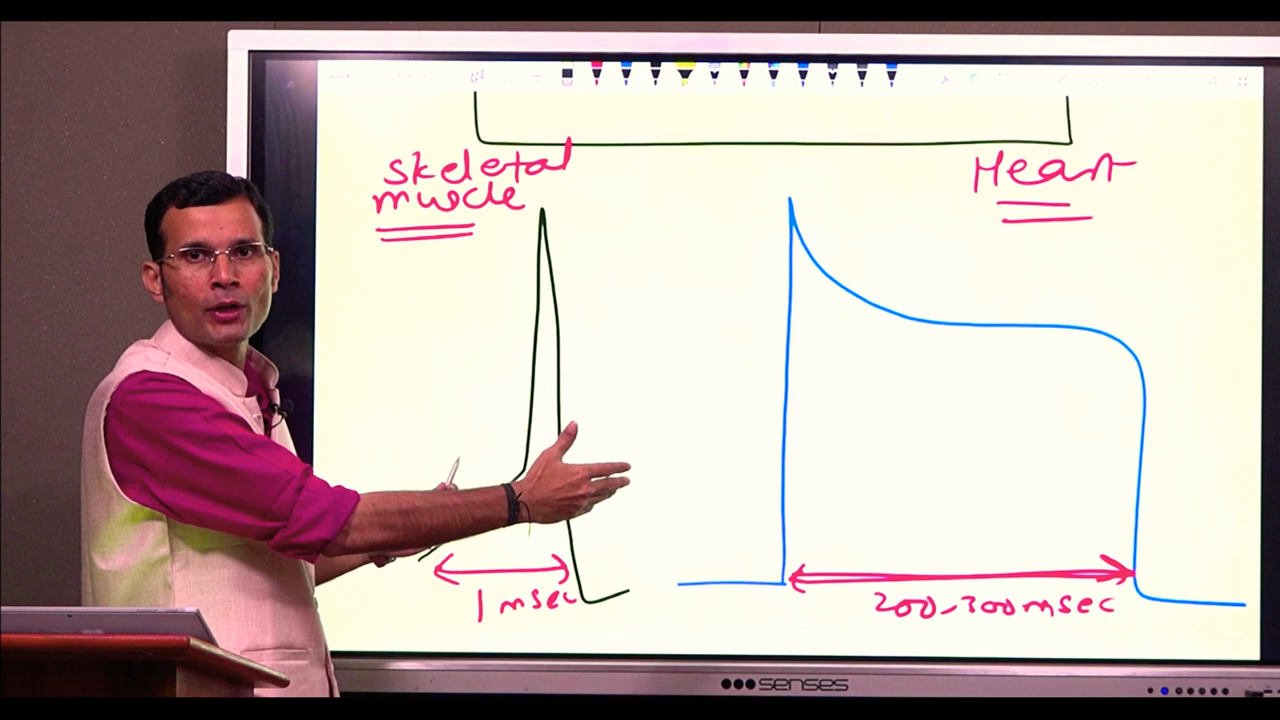 Skeletal
muscle
Heart
1 msec
200-300msec
senses